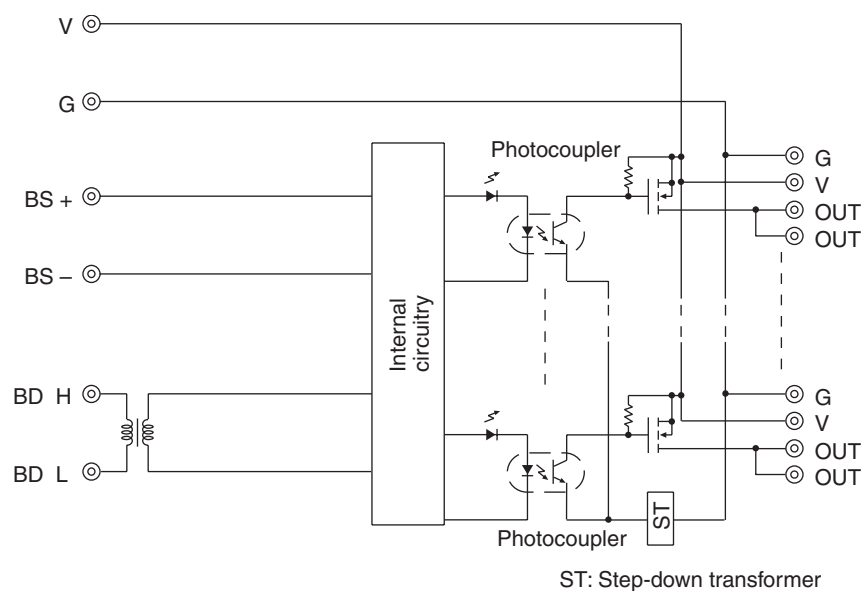 V
G
Photocoupler
G
V
BS +
OUT
OUT
BS –
Internal
circuitry
BD H
G
V
OUT
BD L
OUT
ST
Photocoupler
ST: Step-down transformer